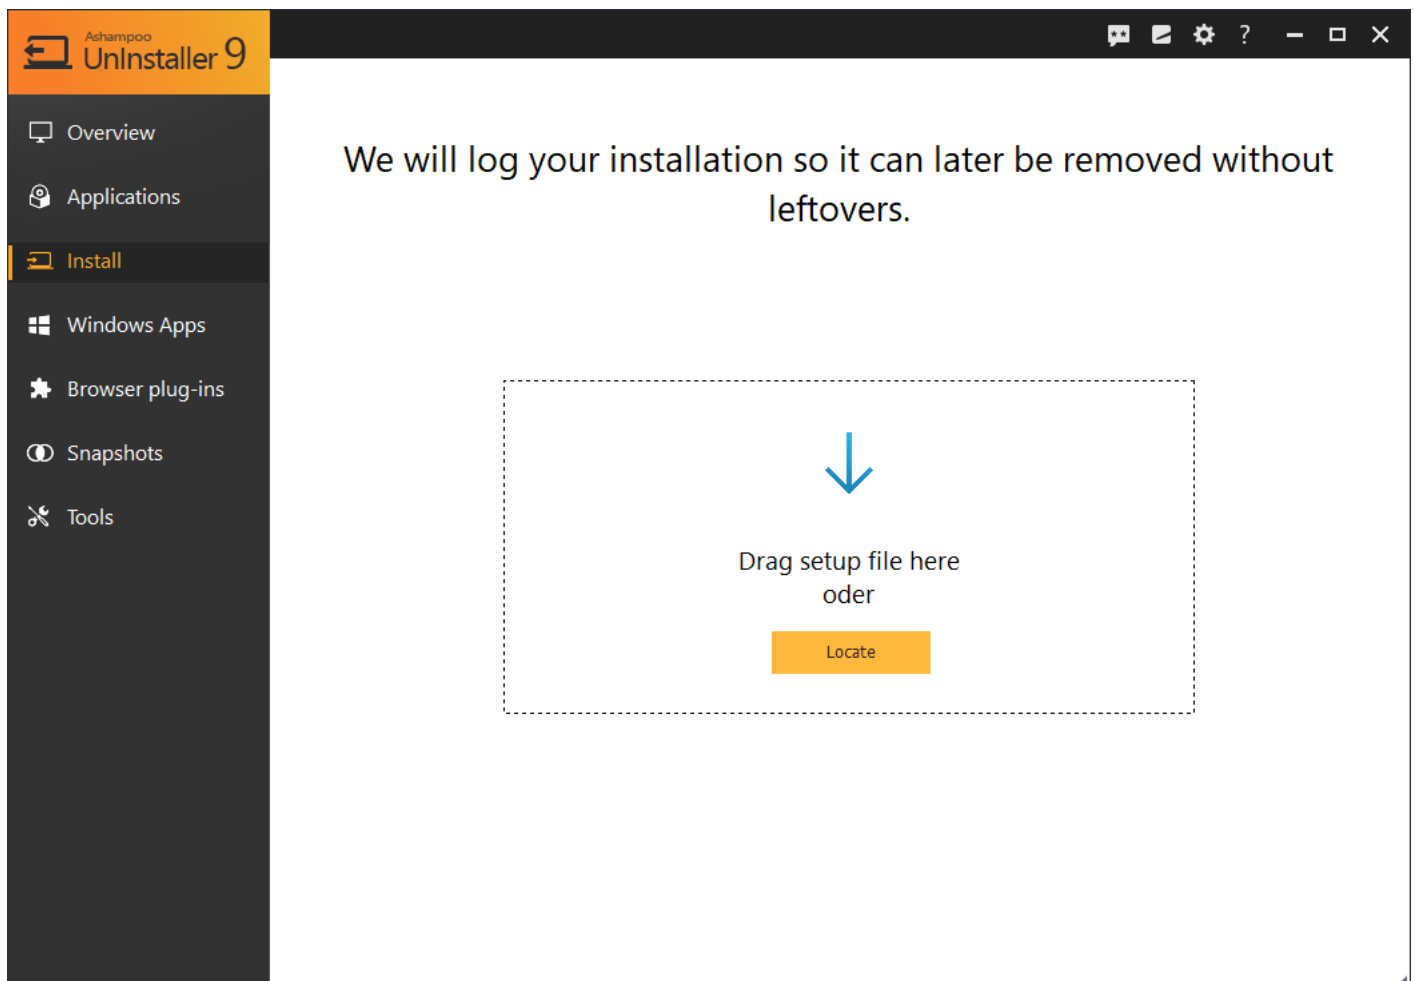 Ashampoo
UnInstaller 9
Overview
Applications
Install
Windows Apps
Browser plug-ins
Snapshots
Tools
?
We will log your installation so it can later be removed without
leftovers.
Drag setup file here
oder
Locate